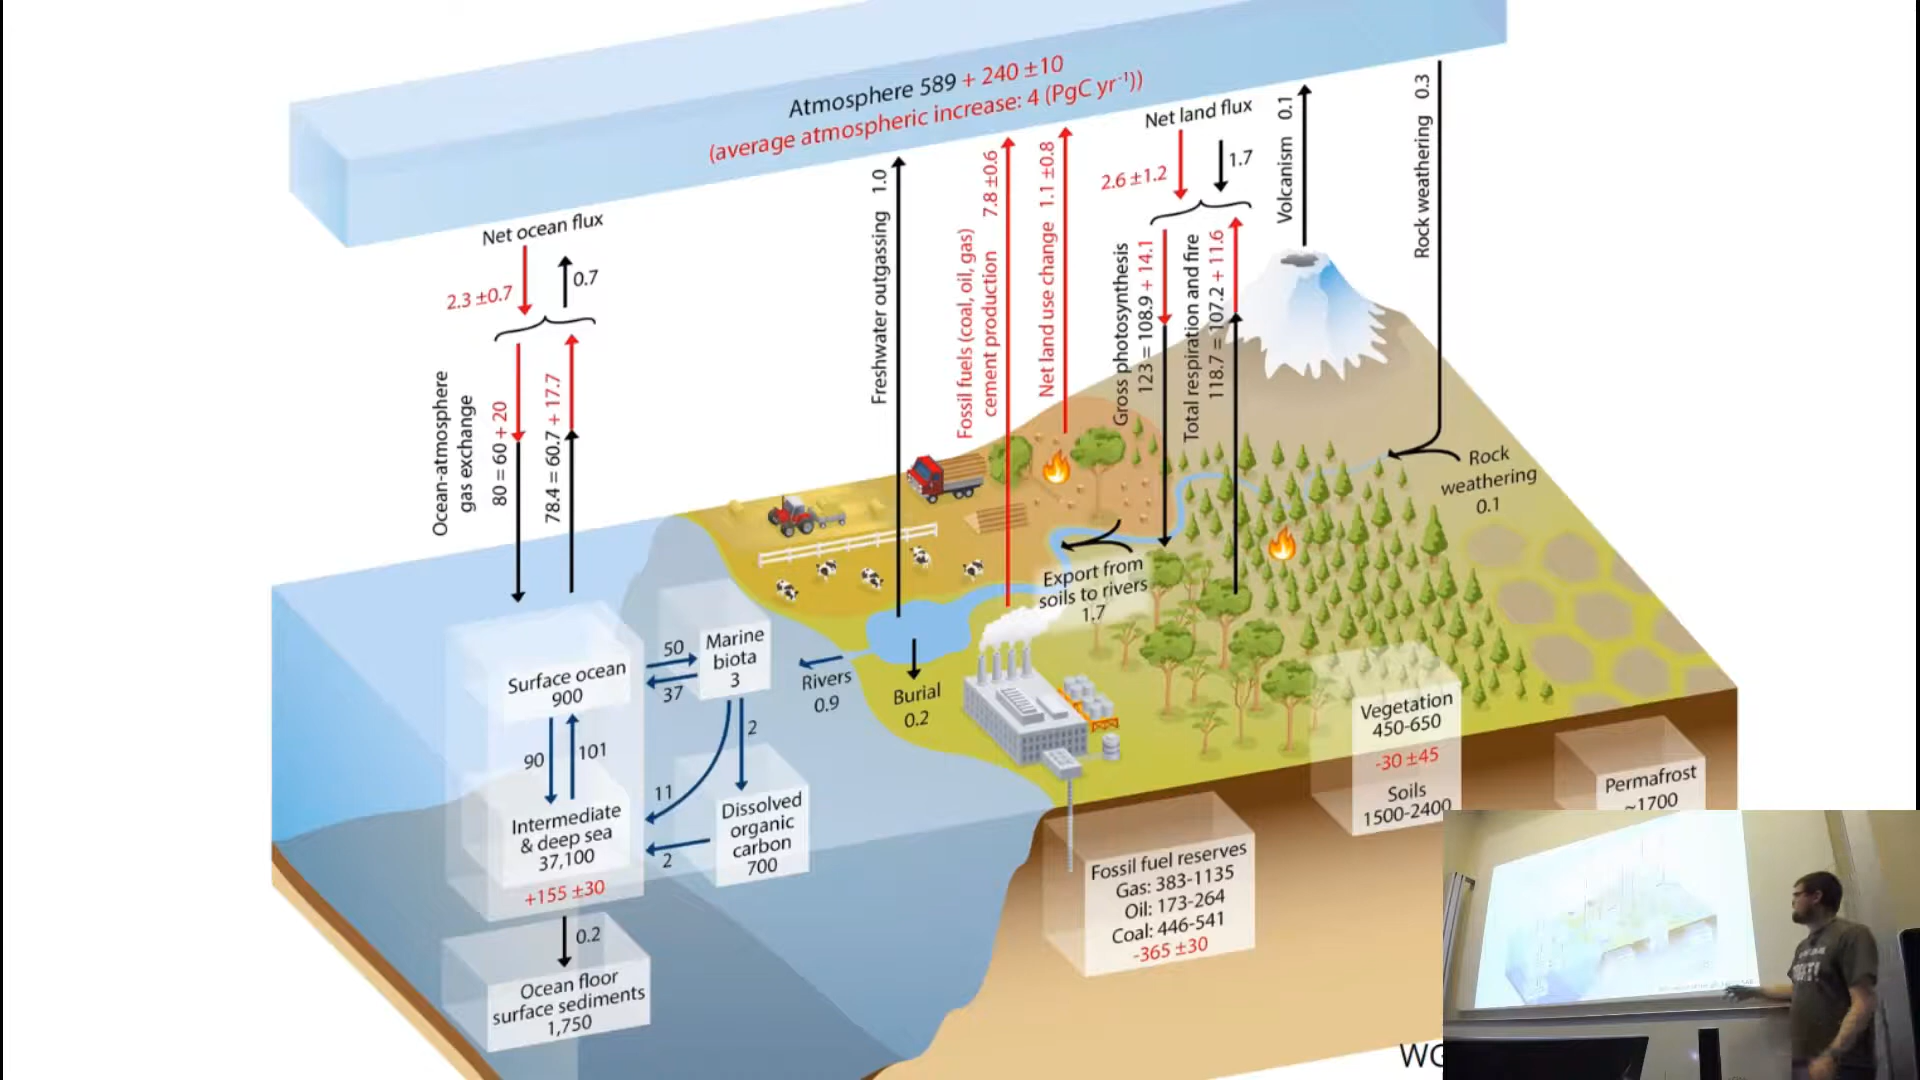 Atmosphere 589 + 240 ±10
(average atmospheric increase: 4 (PgC yr⁻¹))
Net ocean flux
2.3 ±0.7
0.7
Ocean-atmosphere
gas exchange
80 = 60 + 20
78.4 = 60.7 + 17.7
Freshwater outgassing 1.0
Fossil fuels (coal, oil, gas)
cement production 7.8 ±0.6
Net land use change 1.1 ±0.8
Net land flux
2.6 ±1.2
1.7
Gross photosynthesis
123 = 108.9 + 14.1
Total respiration and fire
118.7 = 107.2 + 11.6
Volcanism 0.1
Rock weathering 0.3
Rock
weathering
0.1
Export from
soils to rivers
1.7
Surface ocean
900
50
37
Marine
biota
3
Rivers
0.9
Burial
0.2
90
101
2
11
Intermediate
& deep sea
37,100
+155 ±30
Dissolved
organic
carbon
700
2
0.2
Ocean floor
surface sediments
1,750
Fossil fuel reserves
Gas: 383-1135
Oil: 173-264
Coal: 446-541
-365 ±30
Vegetation
450-650
-30 ±45
Soils
1500-2400
Permafrost
~1700